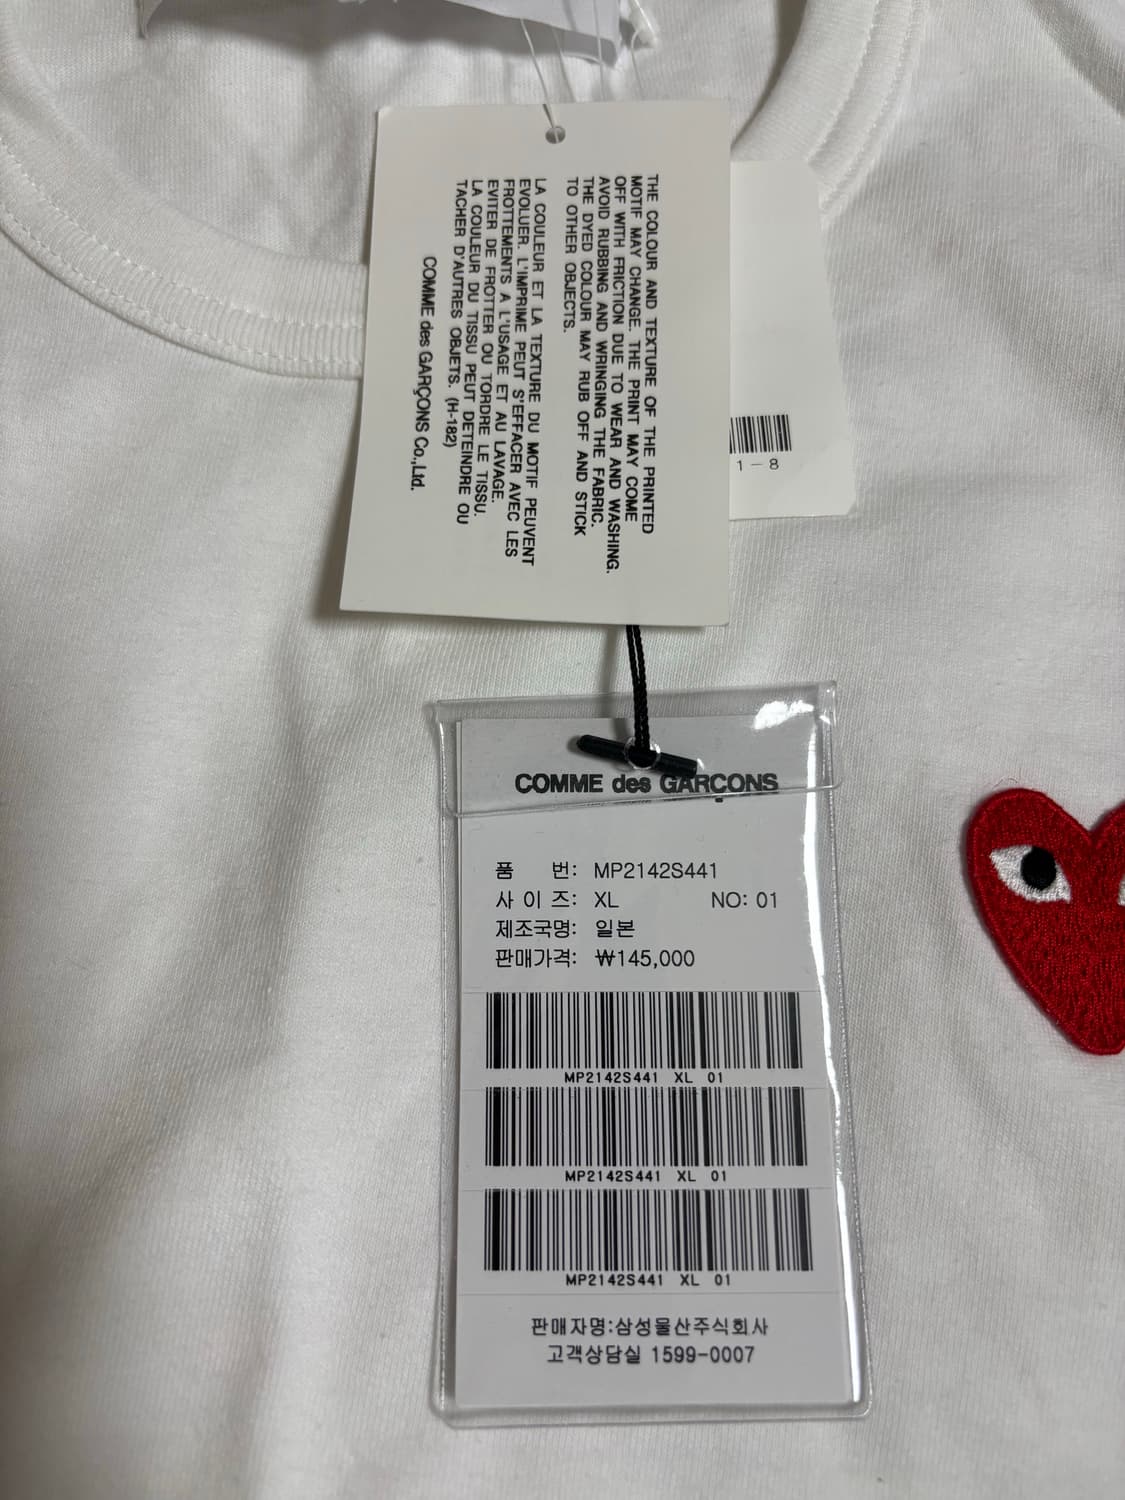 THE COLOUR AND TEXTURE OF THE PRINTED
MOTIF MAY CHANGE. THE PRINT MAY COME
OFF WITH FRICTION DUE TO WEAR AND WASHING.
AVOID RUBBING AND WRINGING THE FABRIC.
THE DYED COLOUR MAY RUB OFF AND STICK
TO OTHER OBJECTS.
LA COULEUR ET LA TEXTURE DU MOTIF PEUVENT
EVOLUER. L'IMPRIME PEUT S'EFFACER AVEC LES
FROTTEMENTS A L'USAGE ET AU LAVAGE.
EVITER DE FROTTER OU TORDRE LE TISSU.
LA COULEUR DU TISSU PEUT DETEINDRE OU
TACHER D'AUTRES OBJETS. (H-182)
COMME des GARÇONS Co.,Ltd.
1-8
COMME des GARÇONS
품 번: MP2142S441
사이즈: XL NO: 01
제조국명: 일본
판매가격: ₩145,000
MP2142S441 XL 01
MP2142S441 XL 01
MP2142S441 XL 01
판매자명:삼성물산주식회사
고객상담실 1599-0007